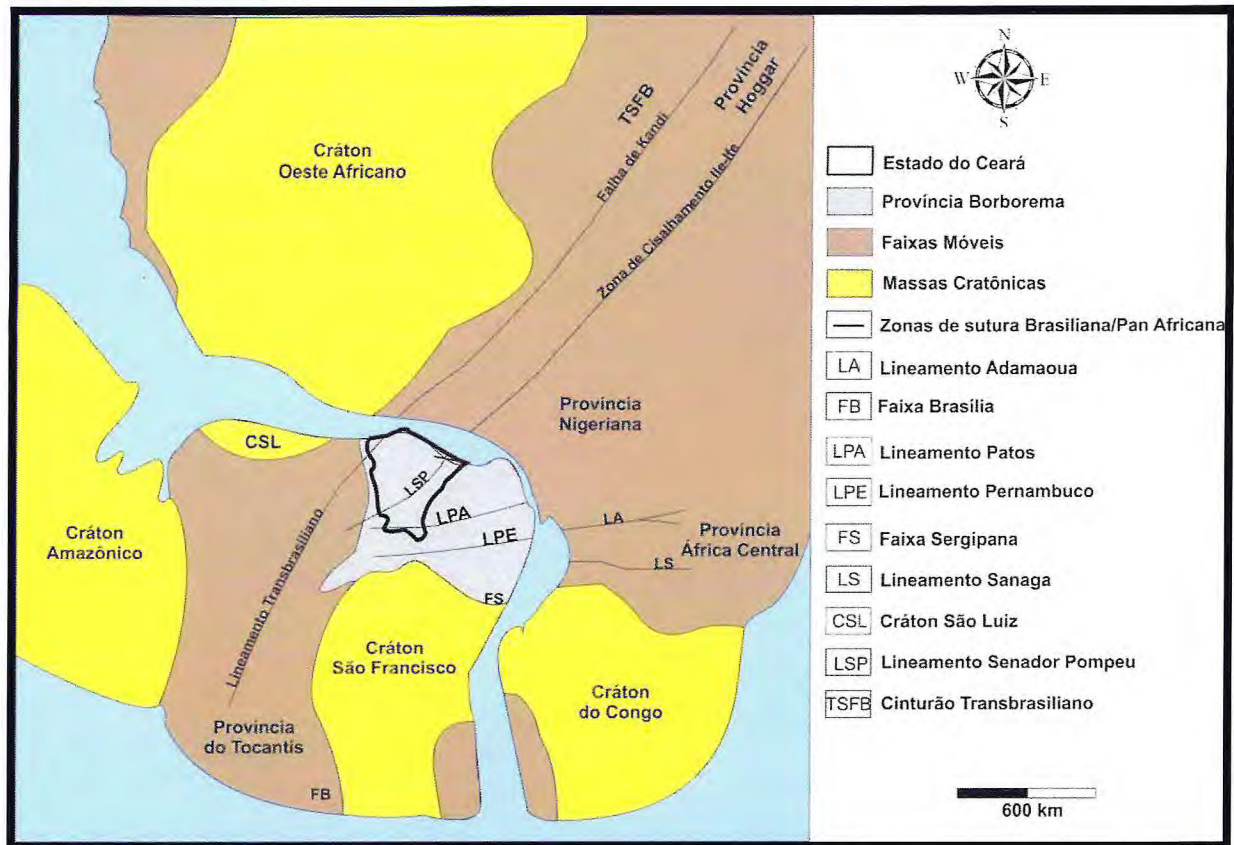 Cráton
Oeste Africano
TSFB
Falha de Kandi
Província
Hoggar
Zona de Cisalhamento Ile-Ife
Província
Nigeriana
CSL
LSP
LPA
LPE
LA
LS
Província
África Central
Cráton
Amazônico
Lineamento Transbrasiliano
FS
Cráton
São Francisco
Cráton
do Congo
Província
do Tocantis
FB
N
W
E
S
Estado do Ceará
Província Borborema
Faixas Móveis
Massas Cratônicas
Zonas de sutura Brasiliana/Pan Africana
LA Lineamento Adamaoua
FB Faixa Brasília
LPA Lineamento Patos
LPE Lineamento Pernambuco
FS Faixa Sergipana
LS Lineamento Sanaga
CSL Cráton São Luiz
LSP Lineamento Senador Pompeu
TSFB Cinturão Transbrasiliano
600 km